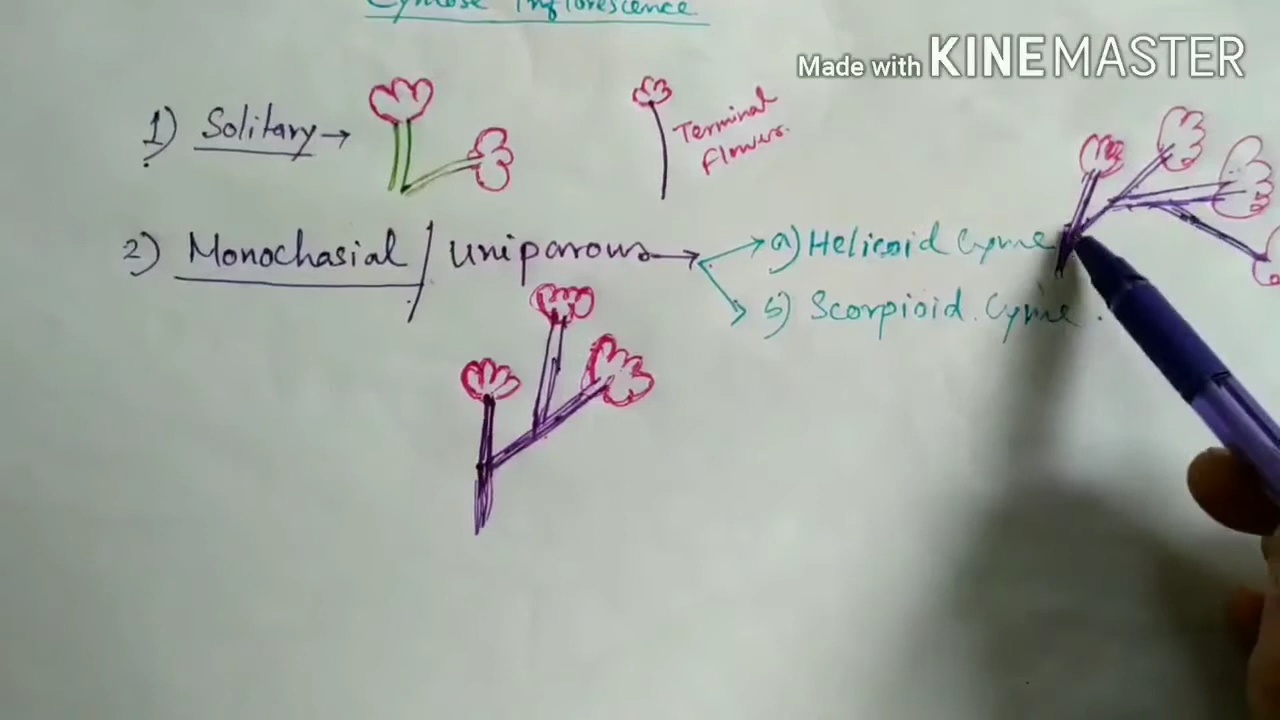 Cymose Inflorescence
Made with KINEMASTER
1) Solitary →
Terminal
Flowers.
2) Monochasial / Uniparous →
a) Helicoid Cyme
b) Scorpioid. Cyme.